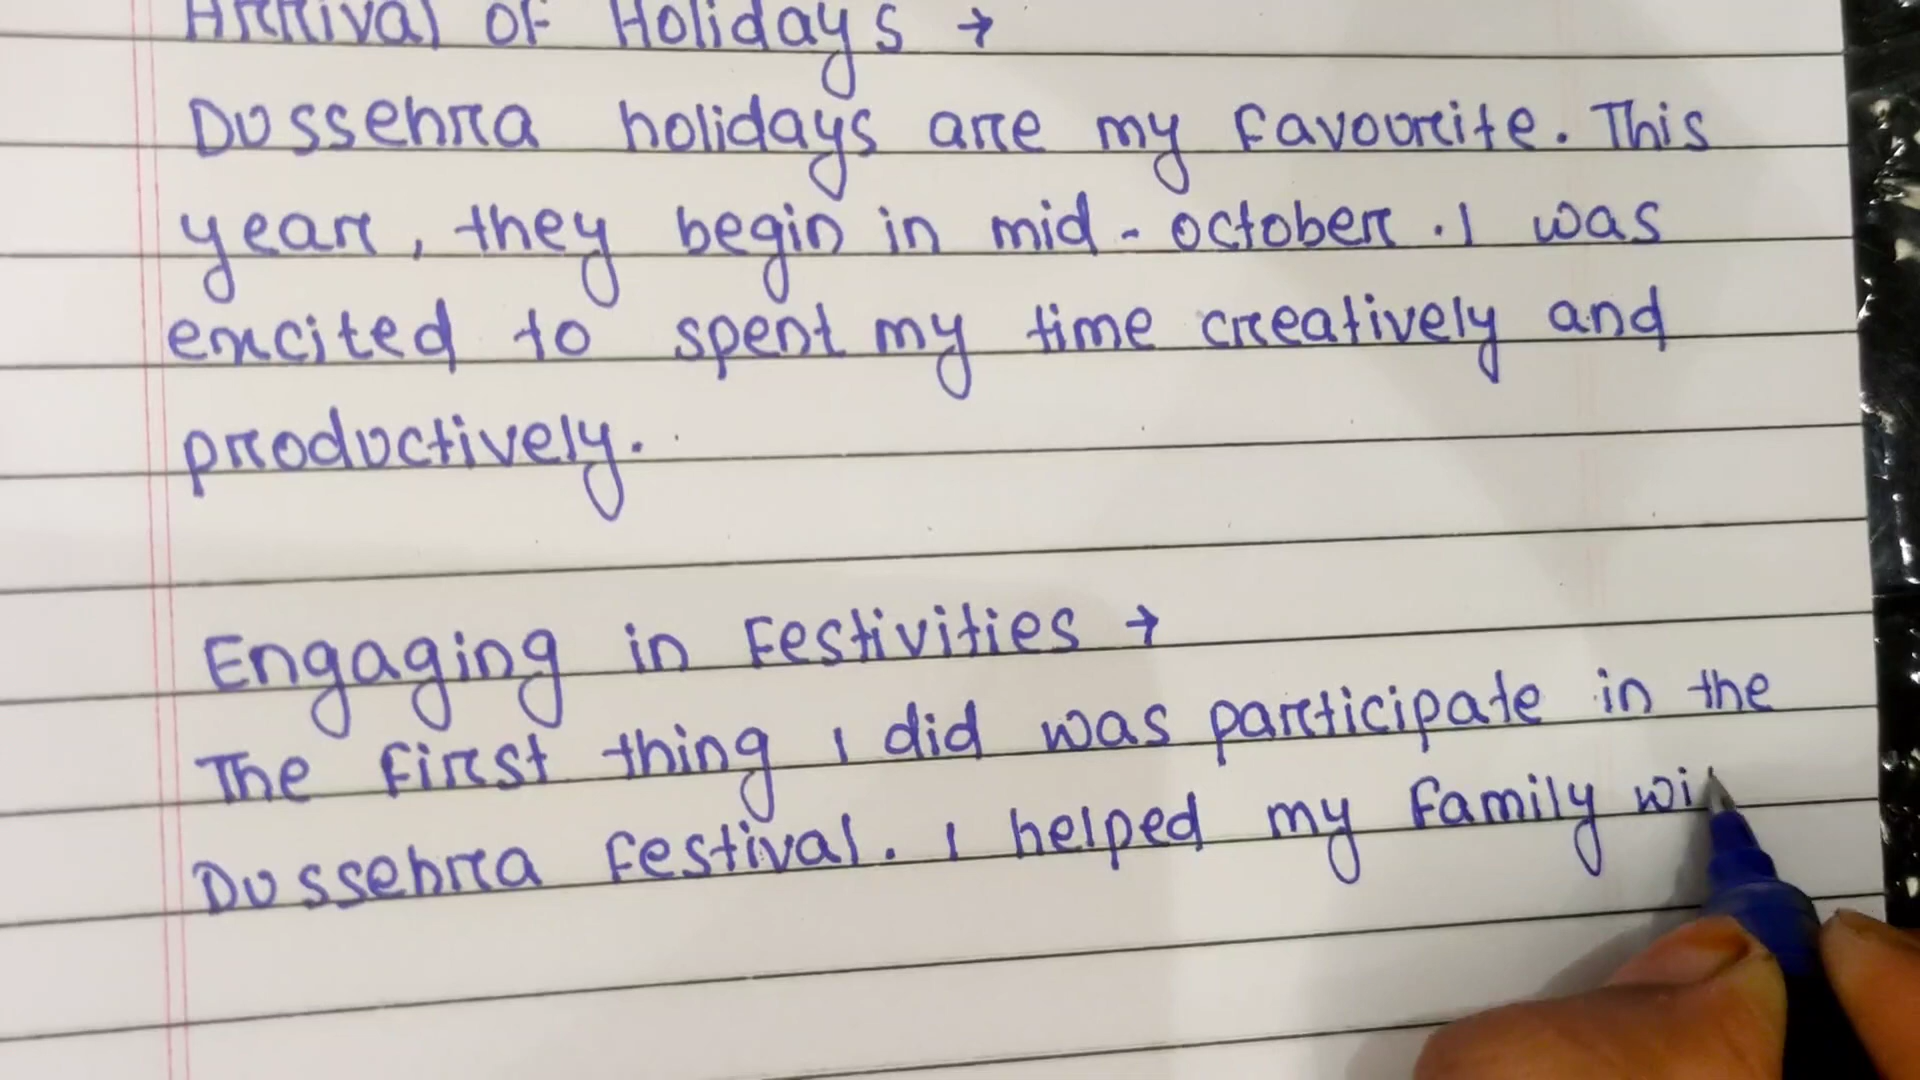 Arrival of Holidays →
Dussehra holidays are my favourite. This
year, they begin in mid-october. I was
excited to spent my time creatively and
productively.
Engaging in Festivities →
The first thing I did was participate in the
Dussehra festival. I helped my family wi